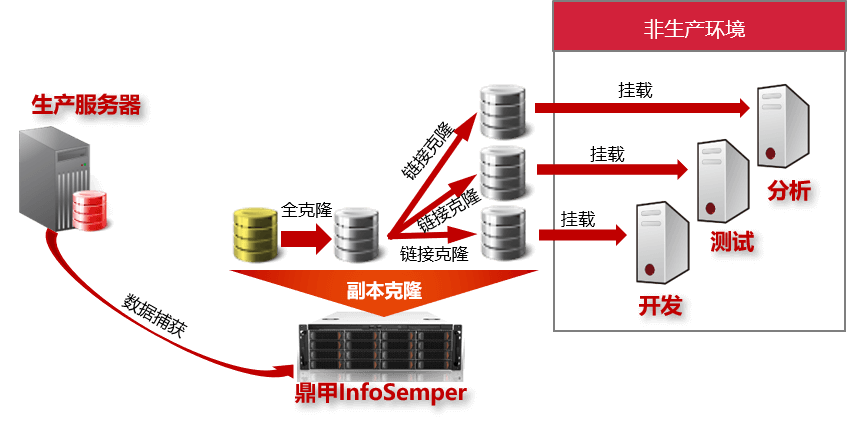 非生产环境
生产服务器
挂载
链接克隆
挂载
分析
全克隆
链接克隆
挂载
测试
链接克隆
开发
副本克隆
数据捕获
鼎甲InfoSemper